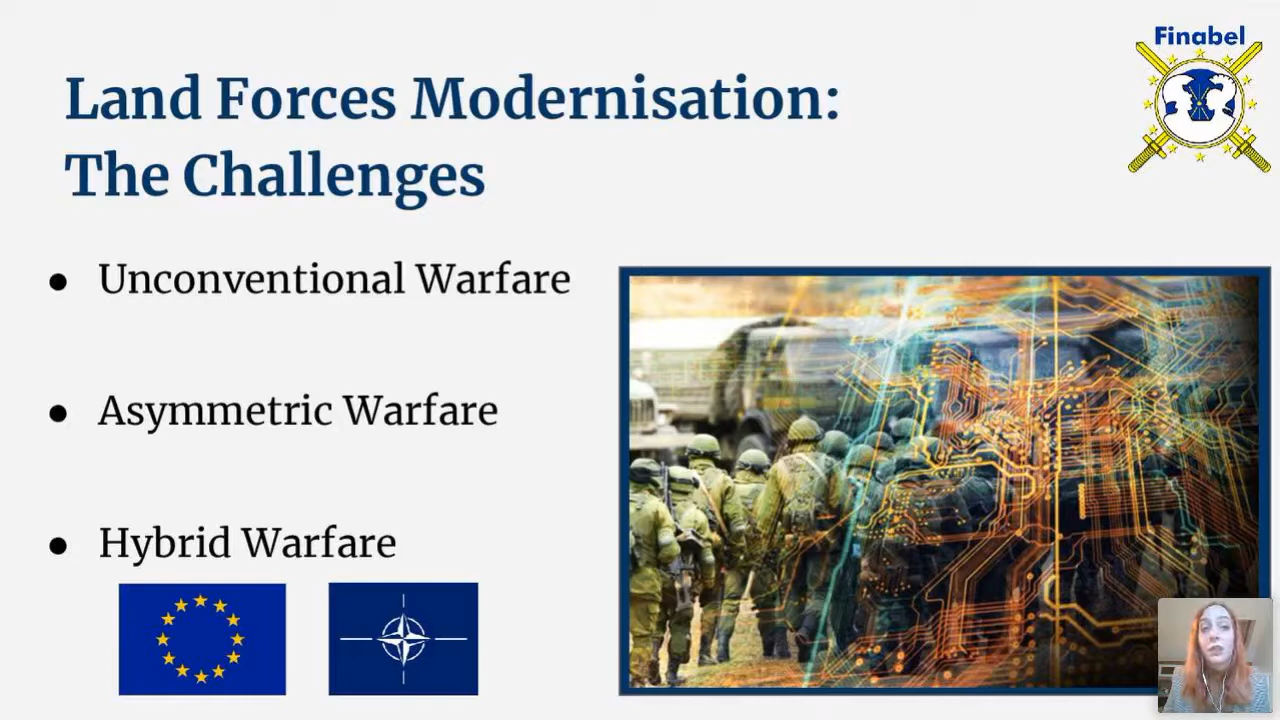 Finabel
Land Forces Modernisation:
The Challenges
● Unconventional Warfare
● Asymmetric Warfare
● Hybrid Warfare